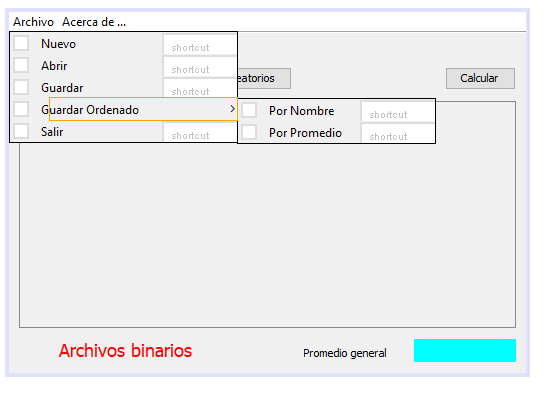 Archivo Acerca de ...
Nuevo shortcut
Abrir shortcut
Guardar shortcut
eatorios Calcular
Guardar Ordenado > Por Nombre shortcut
Salir shortcut Por Promedio shortcut
Archivos binarios Promedio general